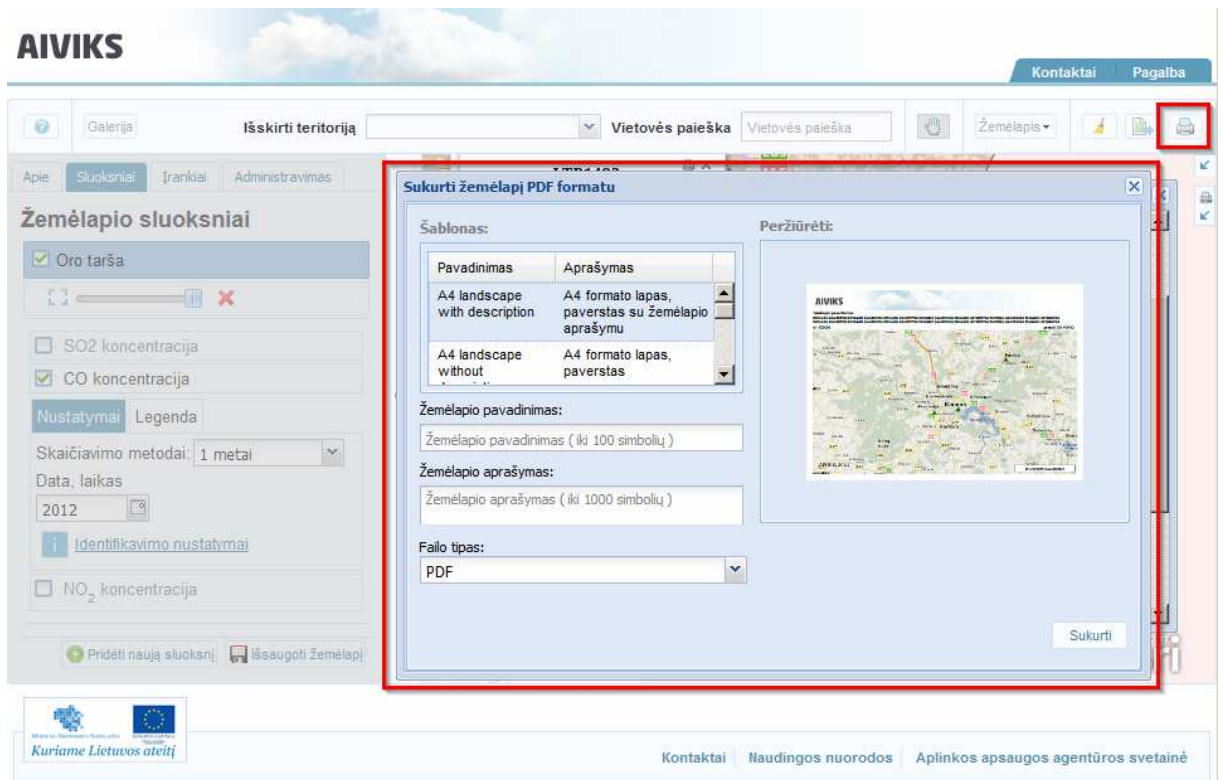 AIVIKS
Kontaktai Pagalba
Galerija Išskirti teritoriją Vietovės paieška Vietovės paieška Žemėlapis
Apie Sluoksniai Įrankiai Administravimas
Žemėlapio sluoksniai
Oro tarša
SO2 koncentracija
CO koncentracija
Nustatymai Legenda
Skaičiavimo metodai: 1 metai
Data, laikas
2012
i Identifikavimo nustatymai
NO2 koncentracija
Pridėti naują sluoksnį Išsaugoti žemėlapį
Sukurti žemėlapį PDF formatu
Šablonas:
Pavadinimas Aprašymas
A4 landscape with description
A4 formato lapas, paverstas su žemėlapio aprašymu
A4 landscape without
A4 formato lapas, paverstas
Žemėlapio pavadinimas:
Žemėlapio pavadinimas ( iki 100 simbolių )
Žemėlapio aprašymas:
Žemėlapio aprašymas ( iki 1000 simbolių )
Failo tipas:
PDF
Peržiūrėti:
AIVIKS
Sukurti
Kuriame Lietuvos ateitį
Kontaktai Naudingos nuorodos Aplinkos apsaugos agentūros svetainė